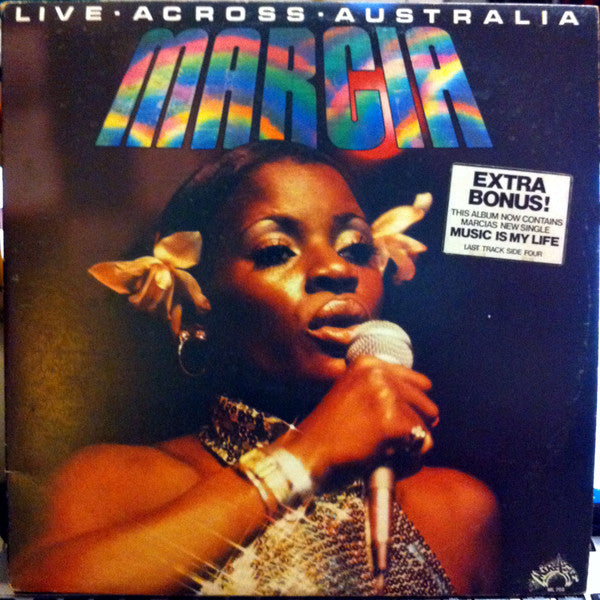 LIVE·ACROSS·AUSTRALIA
MARCIA
EXTRA
BONUS!
THIS ALBUM NOW CONTAINS
MARCIAS NEW SINGLE
MUSIC IS MY LIFE
LAST TRACK SIDE FOUR